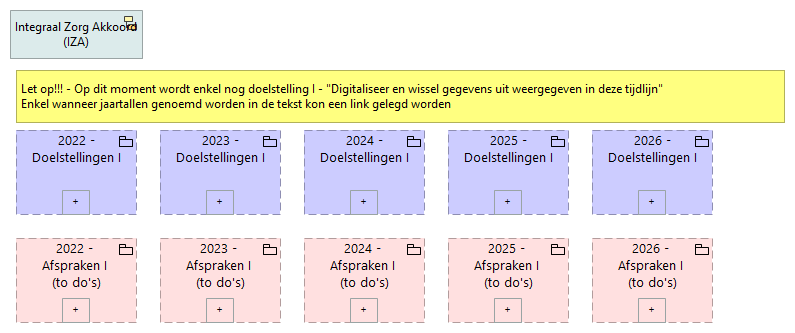 Integraal Zorg Akkoord
(IZA)
Let op!!! - Op dit moment wordt enkel nog doelstelling I - "Digitaliseer en wissel gegevens uit weergegeven in deze tijdlijn"
Enkel wanneer jaartallen genoemd worden in de tekst kon een link gelegd worden
2022 -
Doelstellingen I
+
2023 -
Doelstellingen I
+
2024 -
Doelstellingen I
+
2025 -
Doelstellingen I
+
2026 -
Doelstellingen I
+
2022 -
Afspraken I
(to do's)
+
2023 -
Afspraken I
(to do's)
+
2024 -
Afspraken I
(to do's)
+
2025 -
Afspraken I
(to do's)
+
2026 -
Afspraken I
(to do's)
+